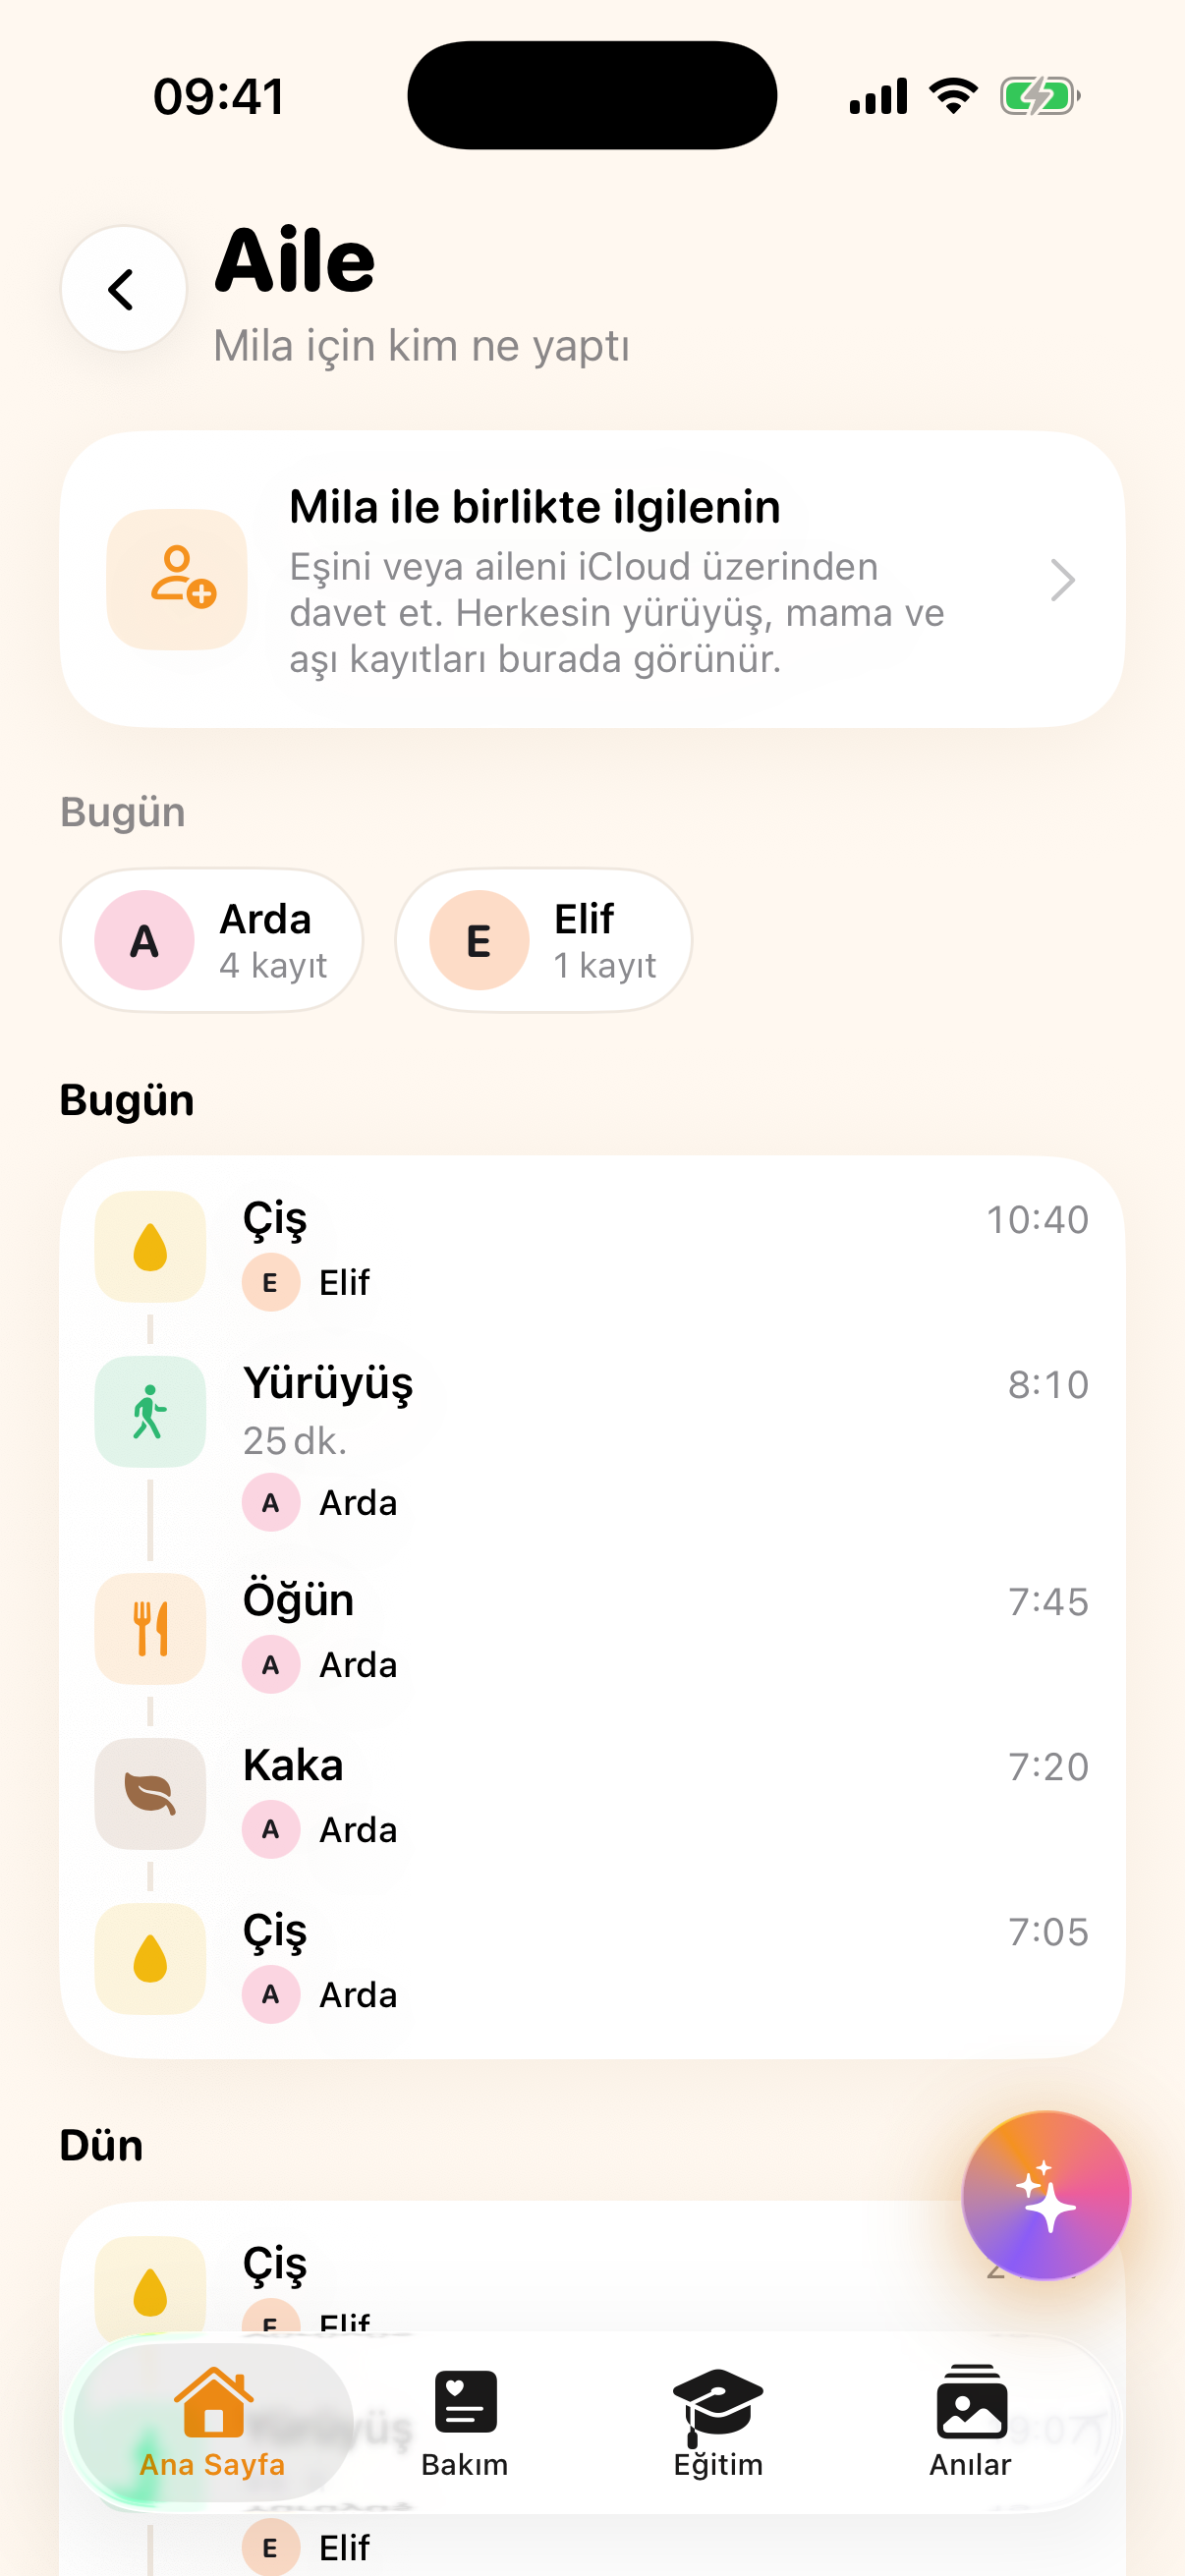 09:41
Aile
Mila için kim ne yaptı
Mila ile birlikte ilgilenin
Eşini veya aileni iCloud üzerinden
davet et. Herkesin yürüyüş, mama ve
aşı kayıtları burada görünür.
Bugün
A
Arda
4 kayıt
E
Elif
1 kayıt
Bugün
Çiş
10:40
E
Elif
Yürüyüş
8:10
25 dk.
A
Arda
Öğün
7:45
A
Arda
Kaka
7:20
A
Arda
Çiş
7:05
A
Arda
Dün
Çiş
E
Elif
Yürüyüş
Ana Sayfa
Bakım
Eğitim
Anılar
E
Elif